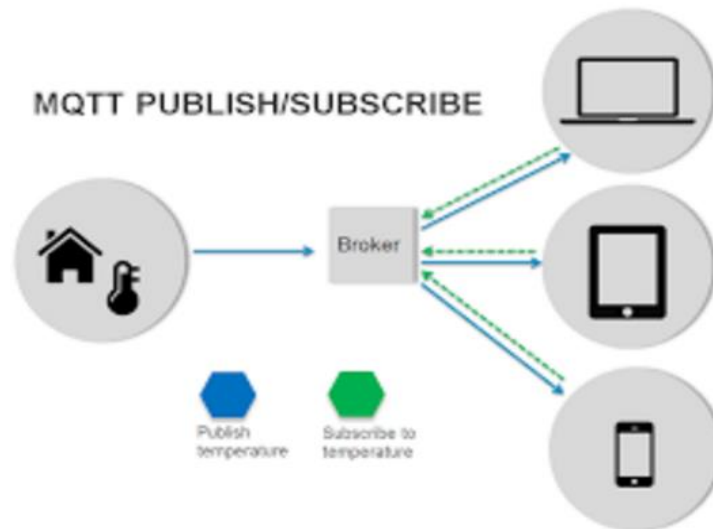 MQTT PUBLISH/SUBSCRIBE
Broker
Publish
temperature
Subscribe to
temperature